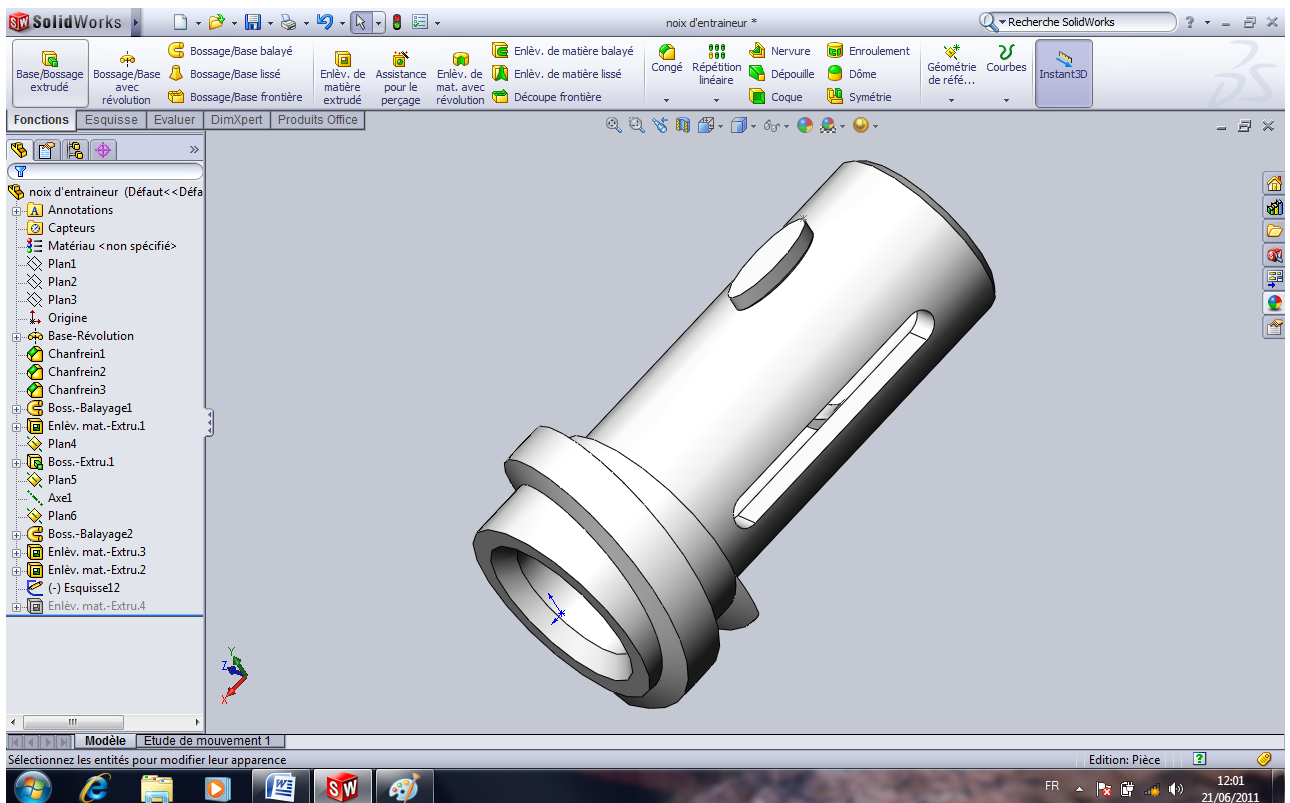 SolidWorks
noix d'entraineur *
Recherche SolidWorks
?
Base/Bossage extrudé
Bossage/Base avec révolution
Bossage/Base balayé
Bossage/Base lissé
Bossage/Base frontière
Enlèv. de matière extrudé
Assistance pour le perçage
Enlèv. de mat. avec révolution
Enlèv. de matière balayé
Enlèv. de matière lissé
Découpe frontière
Congé
Répétition linéaire
Nervure
Dépouille
Coque
Enroulement
Dôme
Symétrie
Géométrie de réfé...
Courbes
Instant3D
Fonctions
Esquisse
Evaluer
DimXpert
Produits Office
noix d'entraineur (Défaut<<Défa
Annotations
Capteurs
Matériau <non spécifié>
Plan1
Plan2
Plan3
Origine
Base-Révolution
Chanfrein1
Chanfrein2
Chanfrein3
Boss.-Balayage1
Enlèv. mat.-Extru.1
Plan4
Boss.-Extru.1
Plan5
Axe1
Plan6
Boss.-Balayage2
Enlèv. mat.-Extru.3
Enlèv. mat.-Extru.2
(-) Esquisse12
Enlèv. mat.-Extru.4
Y
Z
X
Modèle
Etude de mouvement 1
Sélectionnez les entités pour modifier leur apparence
Edition: Pièce
?
FR
12:01
21/06/2011